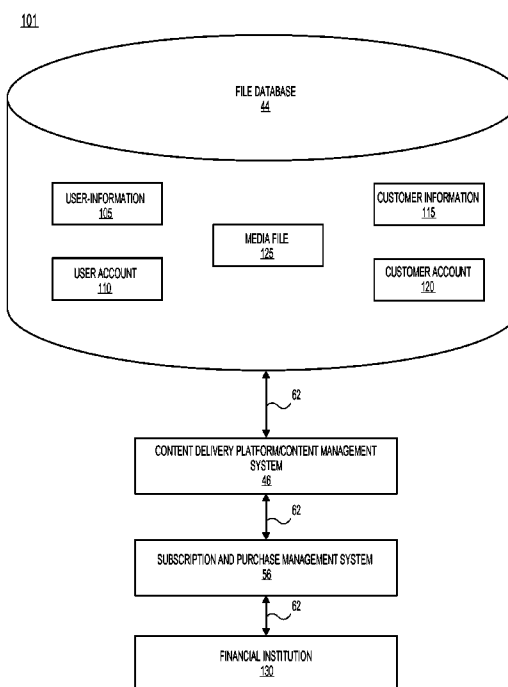 101
FILE DATABASE
44
USER-INFORMATION
105
CUSTOMER INFORMATION
115
MEDIA FILE
125
USER ACCOUNT
110
CUSTOMER ACCOUNT
120
62
CONTENT DELIVERY PLATFORM/CONTENT MANAGEMENT
SYSTEM
46
62
SUBSCRIPTION AND PURCHASE MANAGEMENT SYSTEM
56
62
FINANCIAL INSTITUTION
130